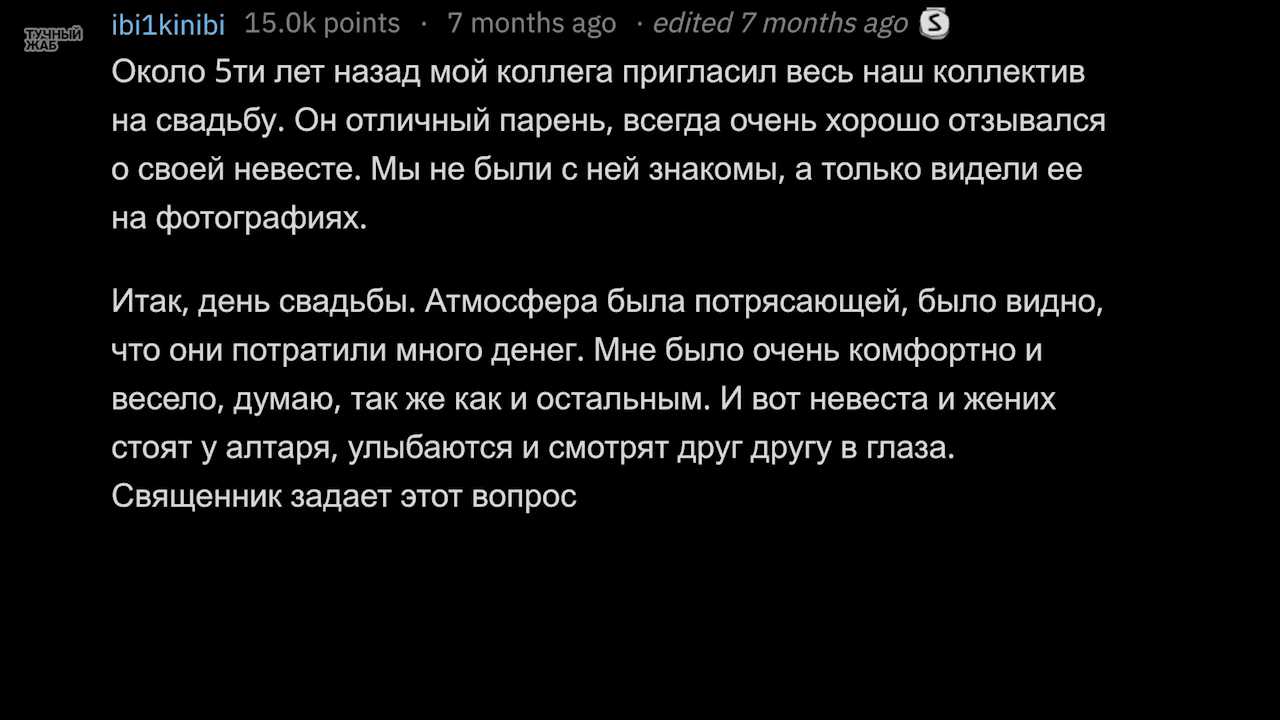 ТУЧНЫЙ
ЖАБ
ibi1kinibi 15.0k points · 7 months ago · edited 7 months ago S
Около 5ти лет назад мой коллега пригласил весь наш коллектив
на свадьбу. Он отличный парень, всегда очень хорошо отзывался
о своей невесте. Мы не были с ней знакомы, а только видели ее
на фотографиях.
Итак, день свадьбы. Атмосфера была потрясающей, было видно,
что они потратили много денег. Мне было очень комфортно и
весело, думаю, так же как и остальным. И вот невеста и жених
стоят у алтаря, улыбаются и смотрят друг другу в глаза.
Священник задает этот вопрос